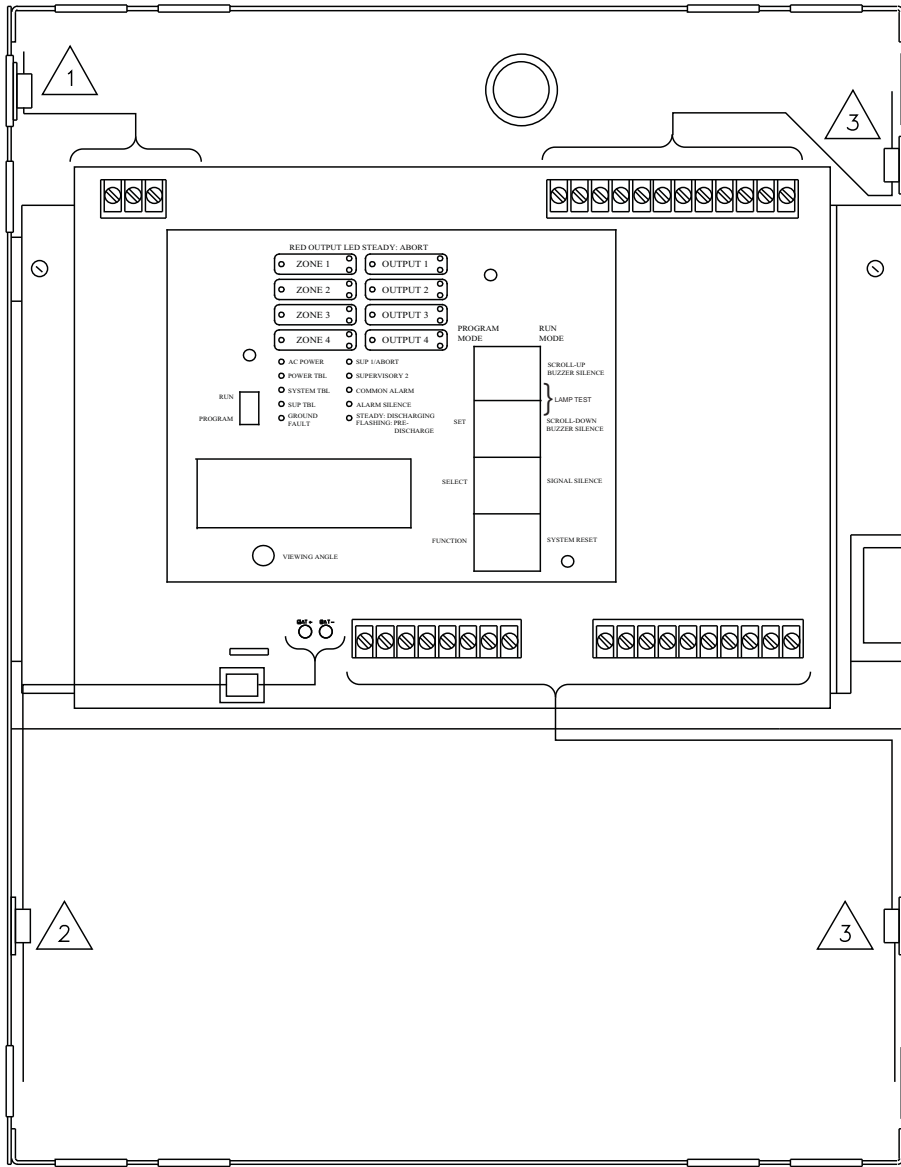 1
3
RED OUTPUT LED STEADY: ABORT
ZONE 1
OUTPUT 1
ZONE 2
OUTPUT 2
ZONE 3
OUTPUT 3
ZONE 4
OUTPUT 4
PROGRAM
MODE
RUN
MODE
AC POWER
SUP 1/ABORT
POWER TBL
SUPERVISORY 2
SYSTEM TBL
COMMON ALARM
SUP TBL
ALARM SILENCE
GROUND
FAULT
STEADY: DISCHARGING
FLASHING: PRE-
DISCHARGE
RUN
PROGRAM
SCROLL-UP
BUZZER SILENCE
LAMP TEST
SET
SCROLL-DOWN
BUZZER SILENCE
SELECT
SIGNAL SILENCE
FUNCTION
SYSTEM RESET
VIEWING ANGLE
BAT+
BAT-
2
3